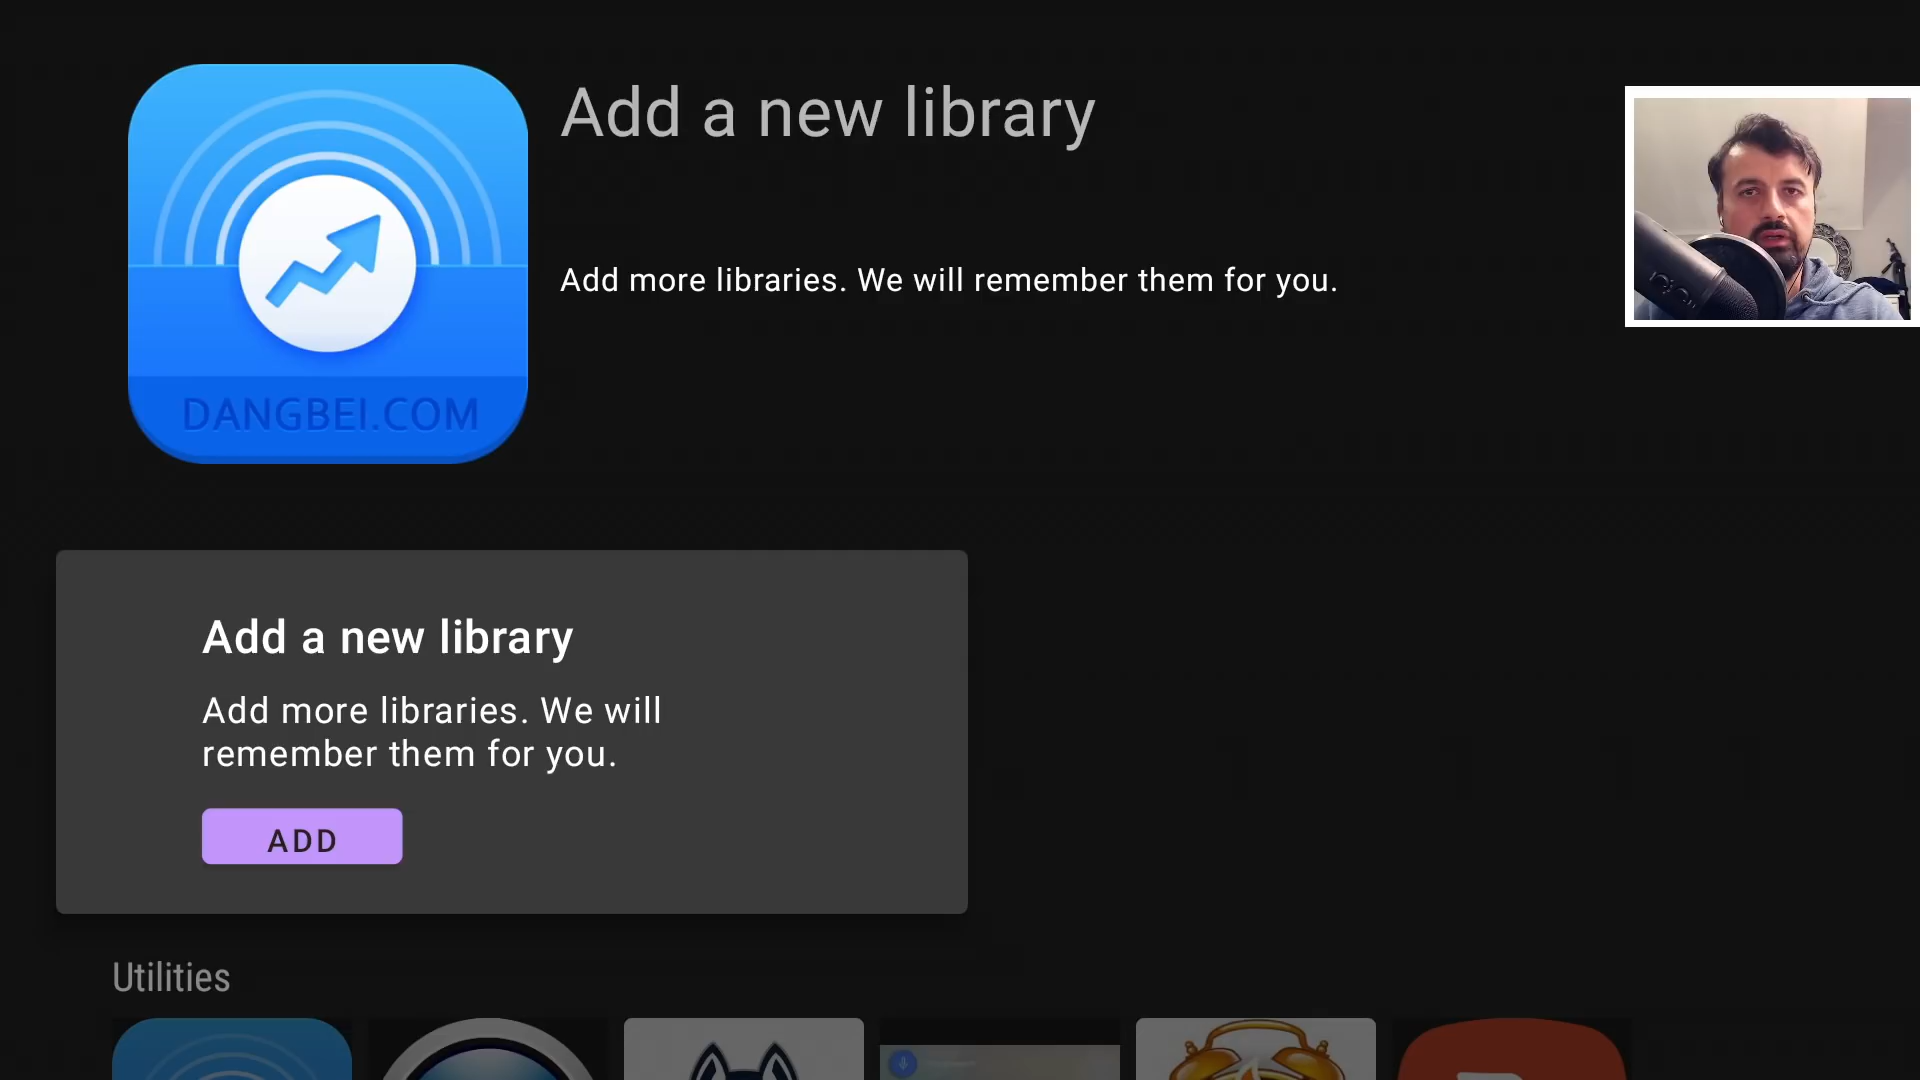 Add a new library
Add more libraries. We will remember them for you.
DANGBEI.COM
Add a new library
Add more libraries. We will
remember them for you.
ADD
Utilities